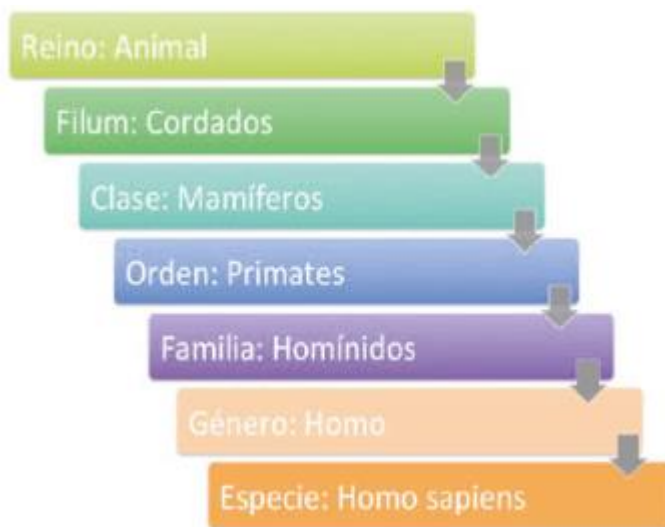 Reino: Animal
Filum: Cordados
Clase: Mamíferos
Orden: Primates
Familia: Homínidos
Género: Homo
Especie: Homo sapiens